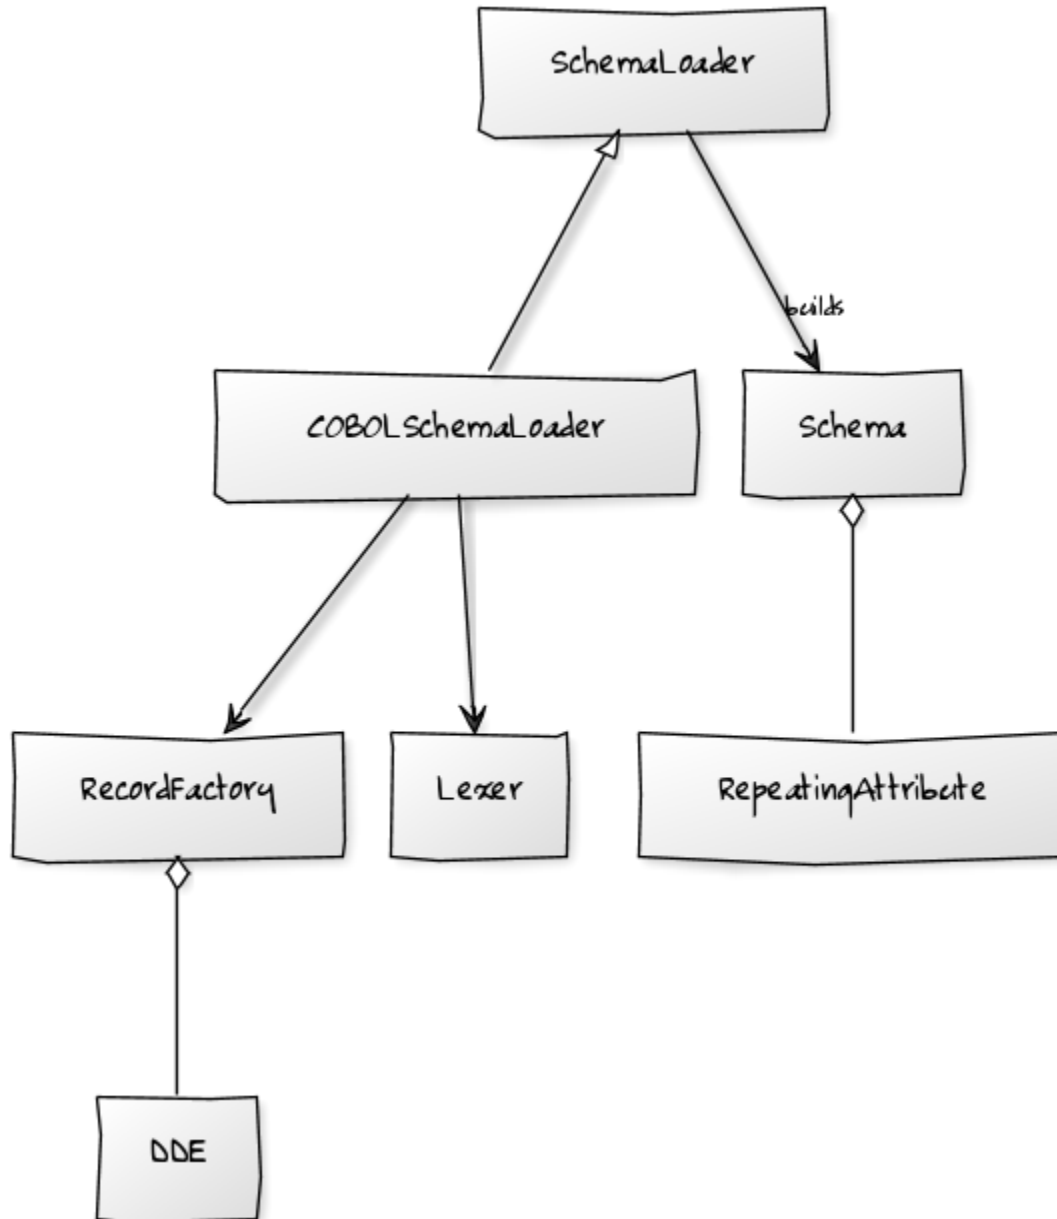 SchemaLoader
builds
COBOLSchemaLoader
Schema
RecordFactory
Lexer
RepeatingAttribute
DDE